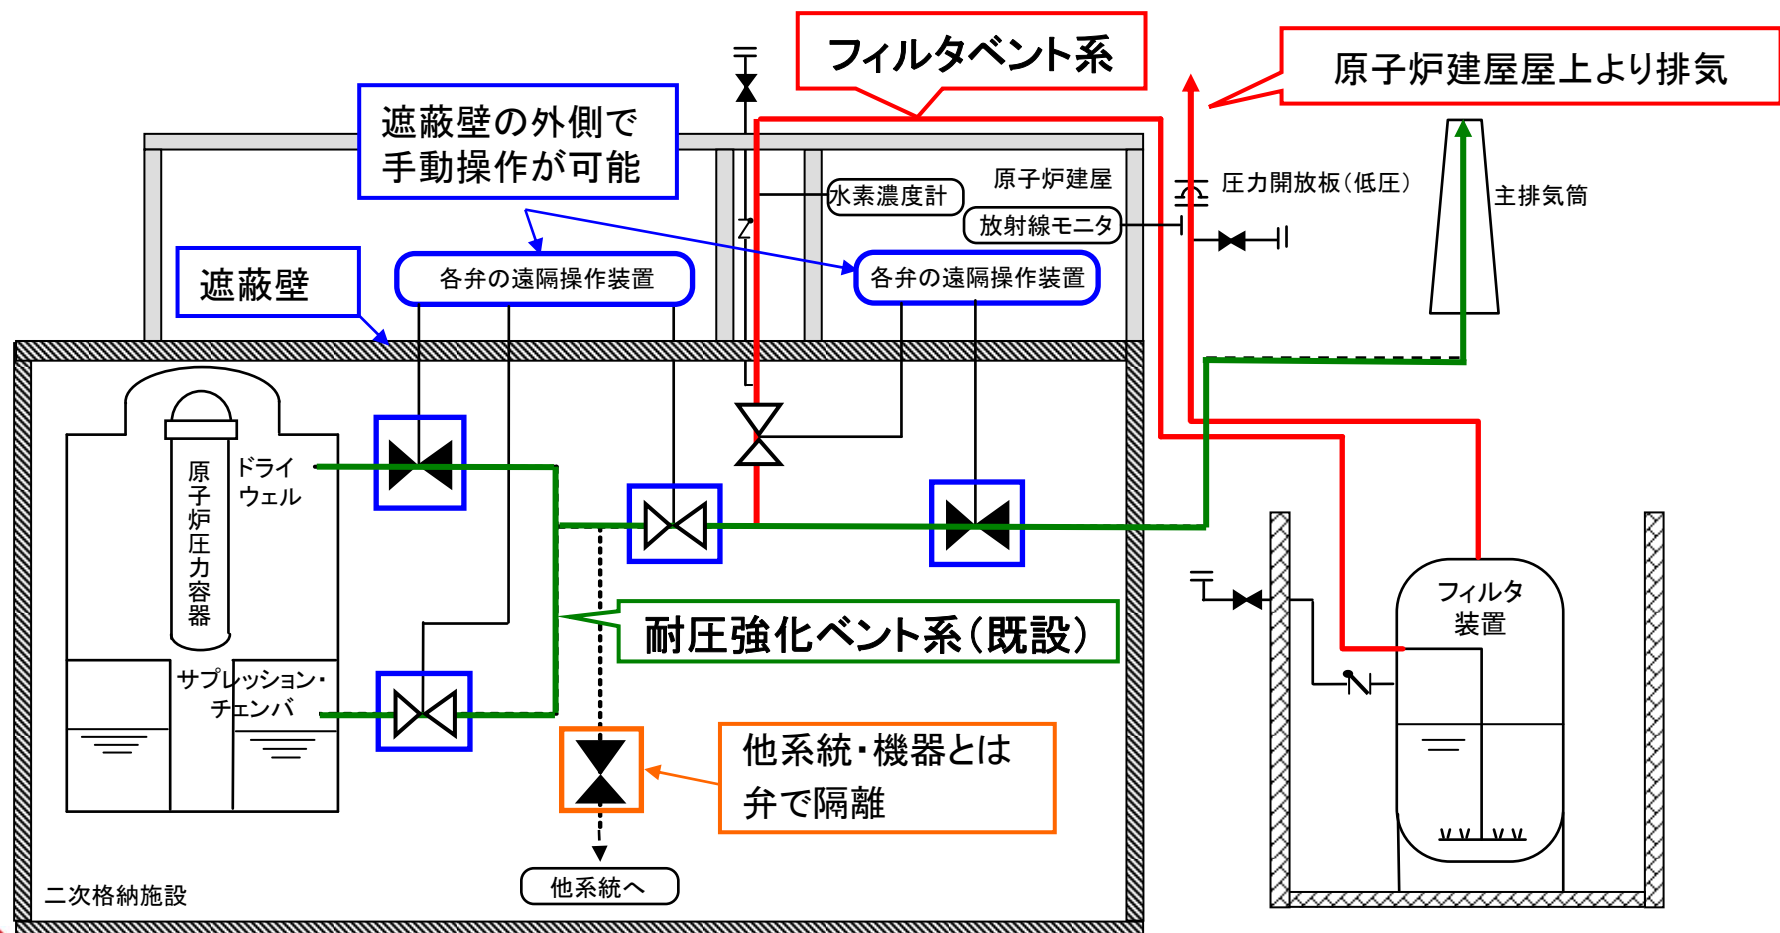 フィルタベント系
原子炉建屋屋上より排気
遮蔽壁の外側で
手動操作が可能
水素濃度計
原子炉建屋
放射線モニタ
圧力開放板(低圧)
主排気筒
遮蔽壁
各弁の遠隔操作装置
各弁の遠隔操作装置
原子炉圧力容器
ドライ
ウェル
サプレッション・
チェンバ
耐圧強化ベント系(既設)
フィルタ
装置
他系統・機器とは
弁で隔離
他系統へ
二次格納施設